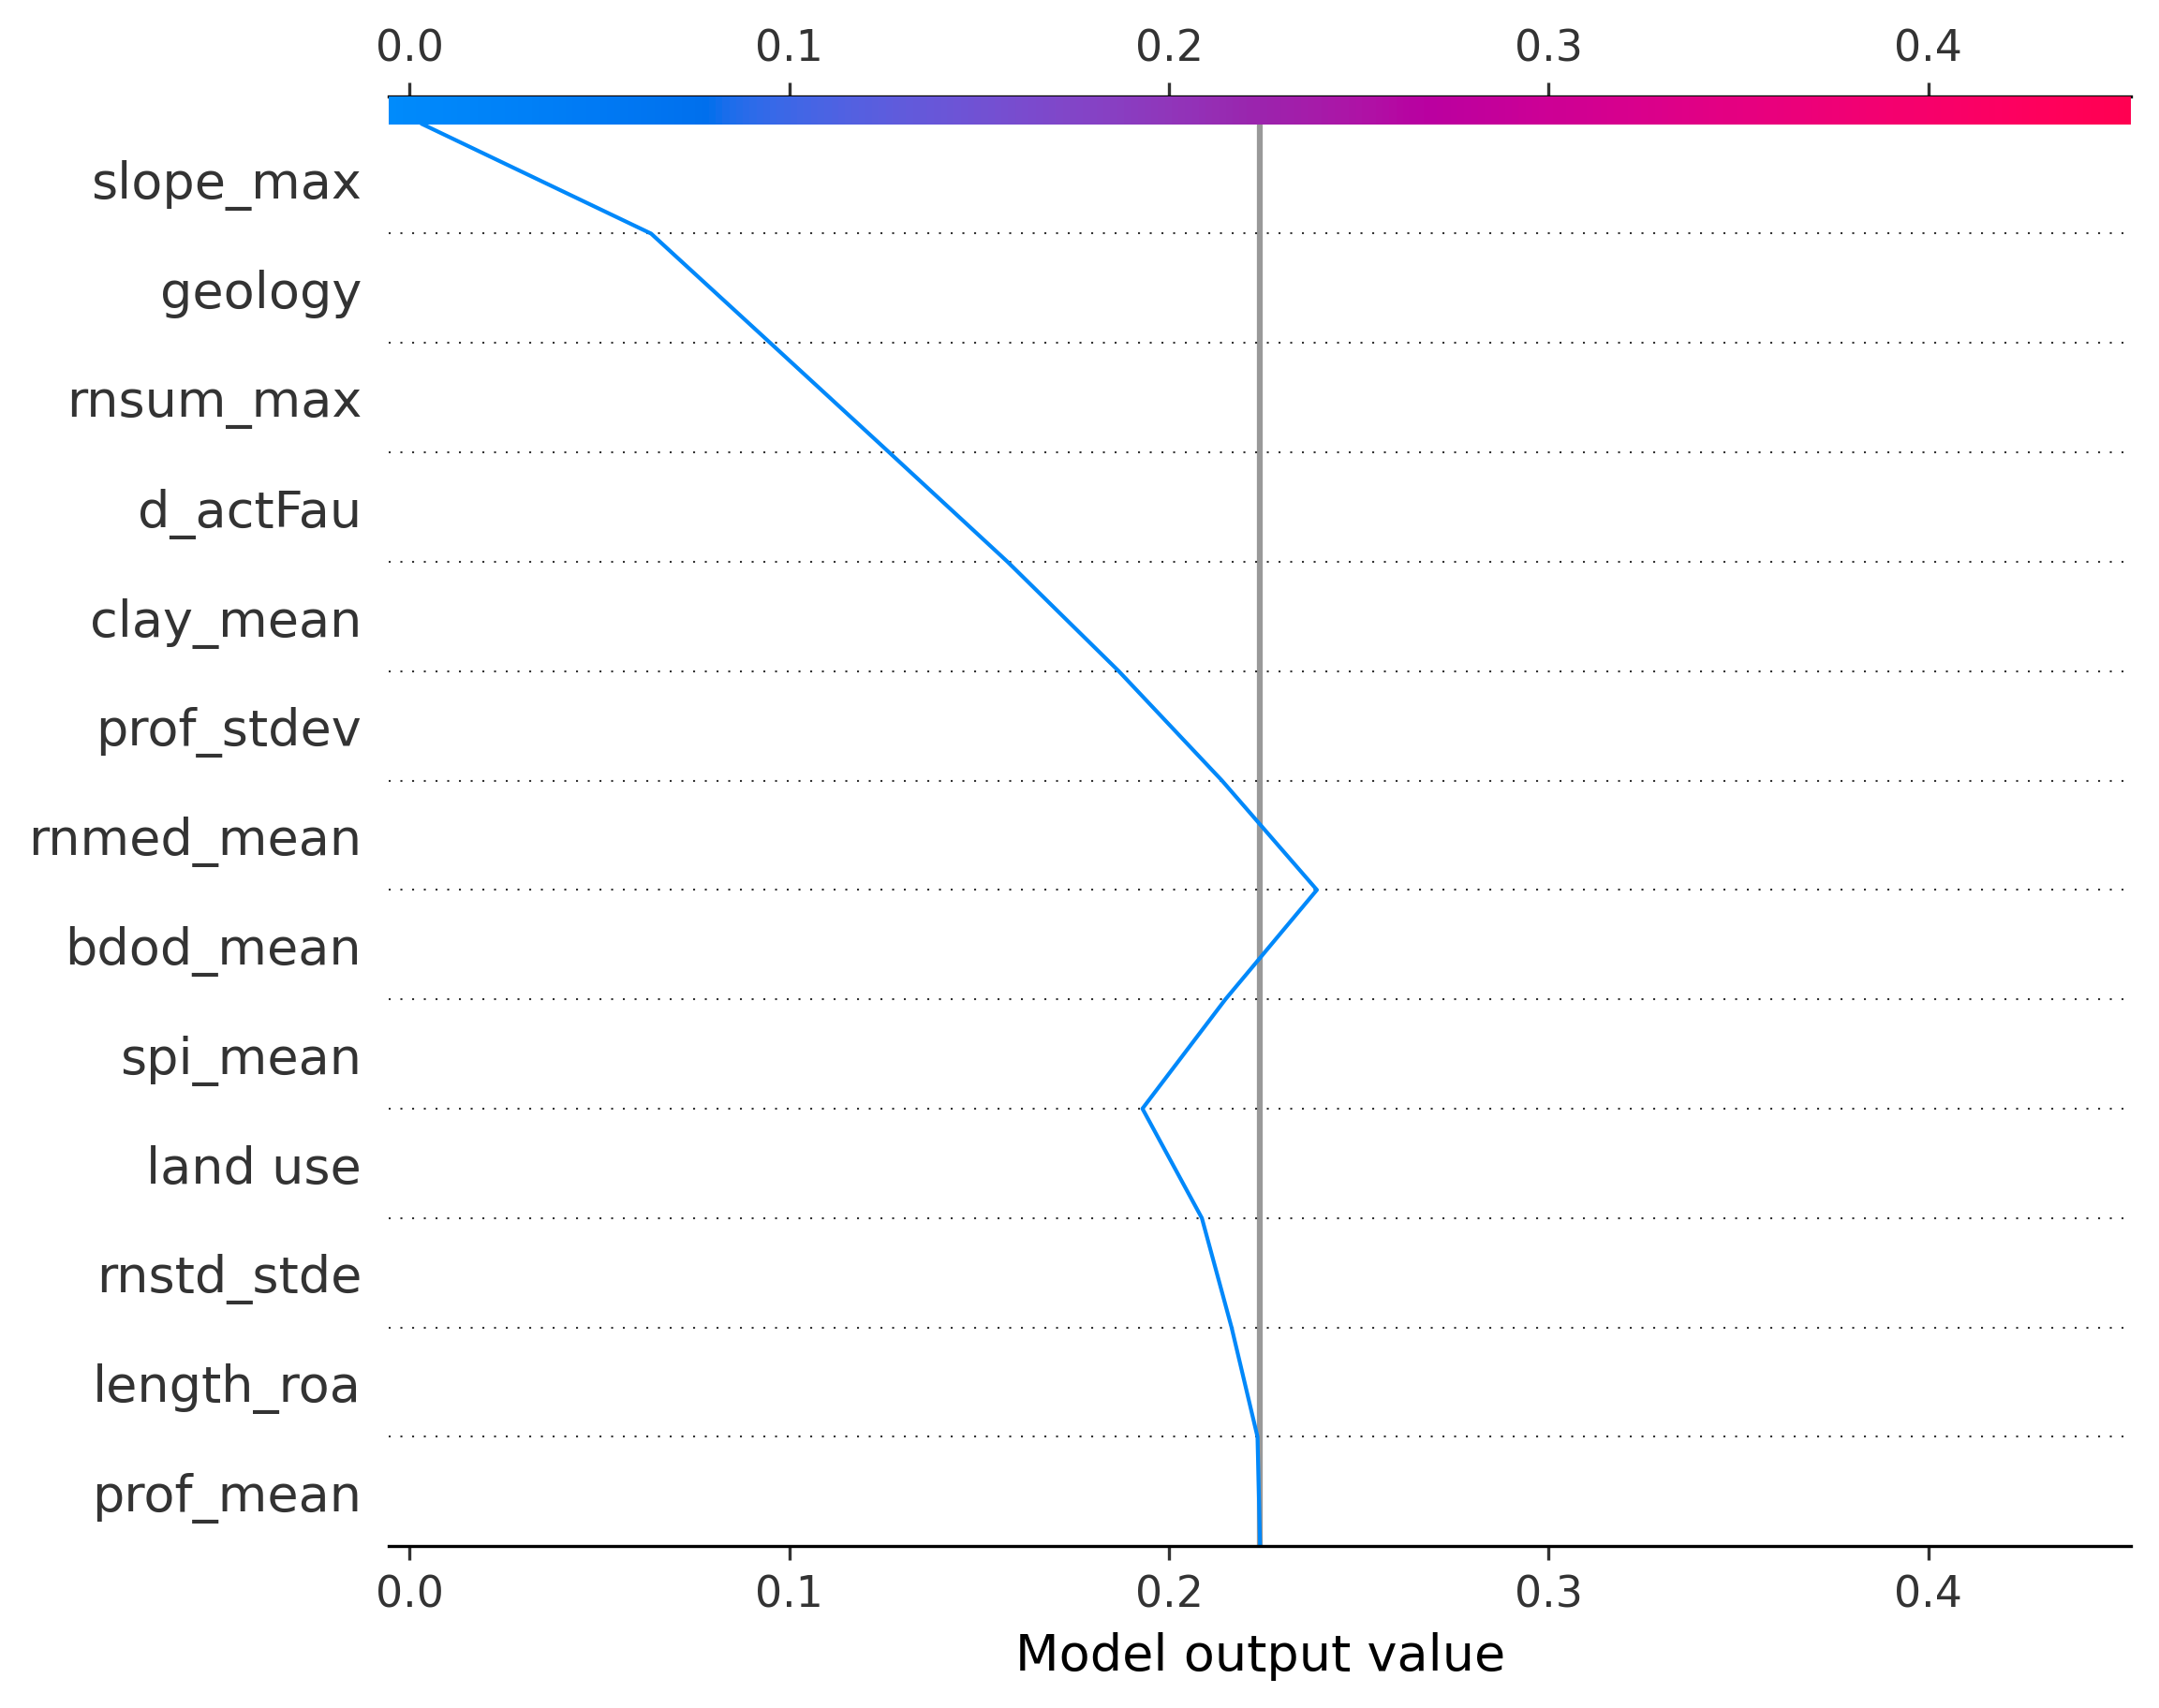 0.0 0.1 0.2 0.3 0.4
slope_max
geology
rnsum_max
d_actFau
clay_mean
prof_stdev
rnmed_mean
bdod_mean
spi_mean
land use
rnstd_stde
length_roa
prof_mean
0.0 0.1 0.2 0.3 0.4
Model output value